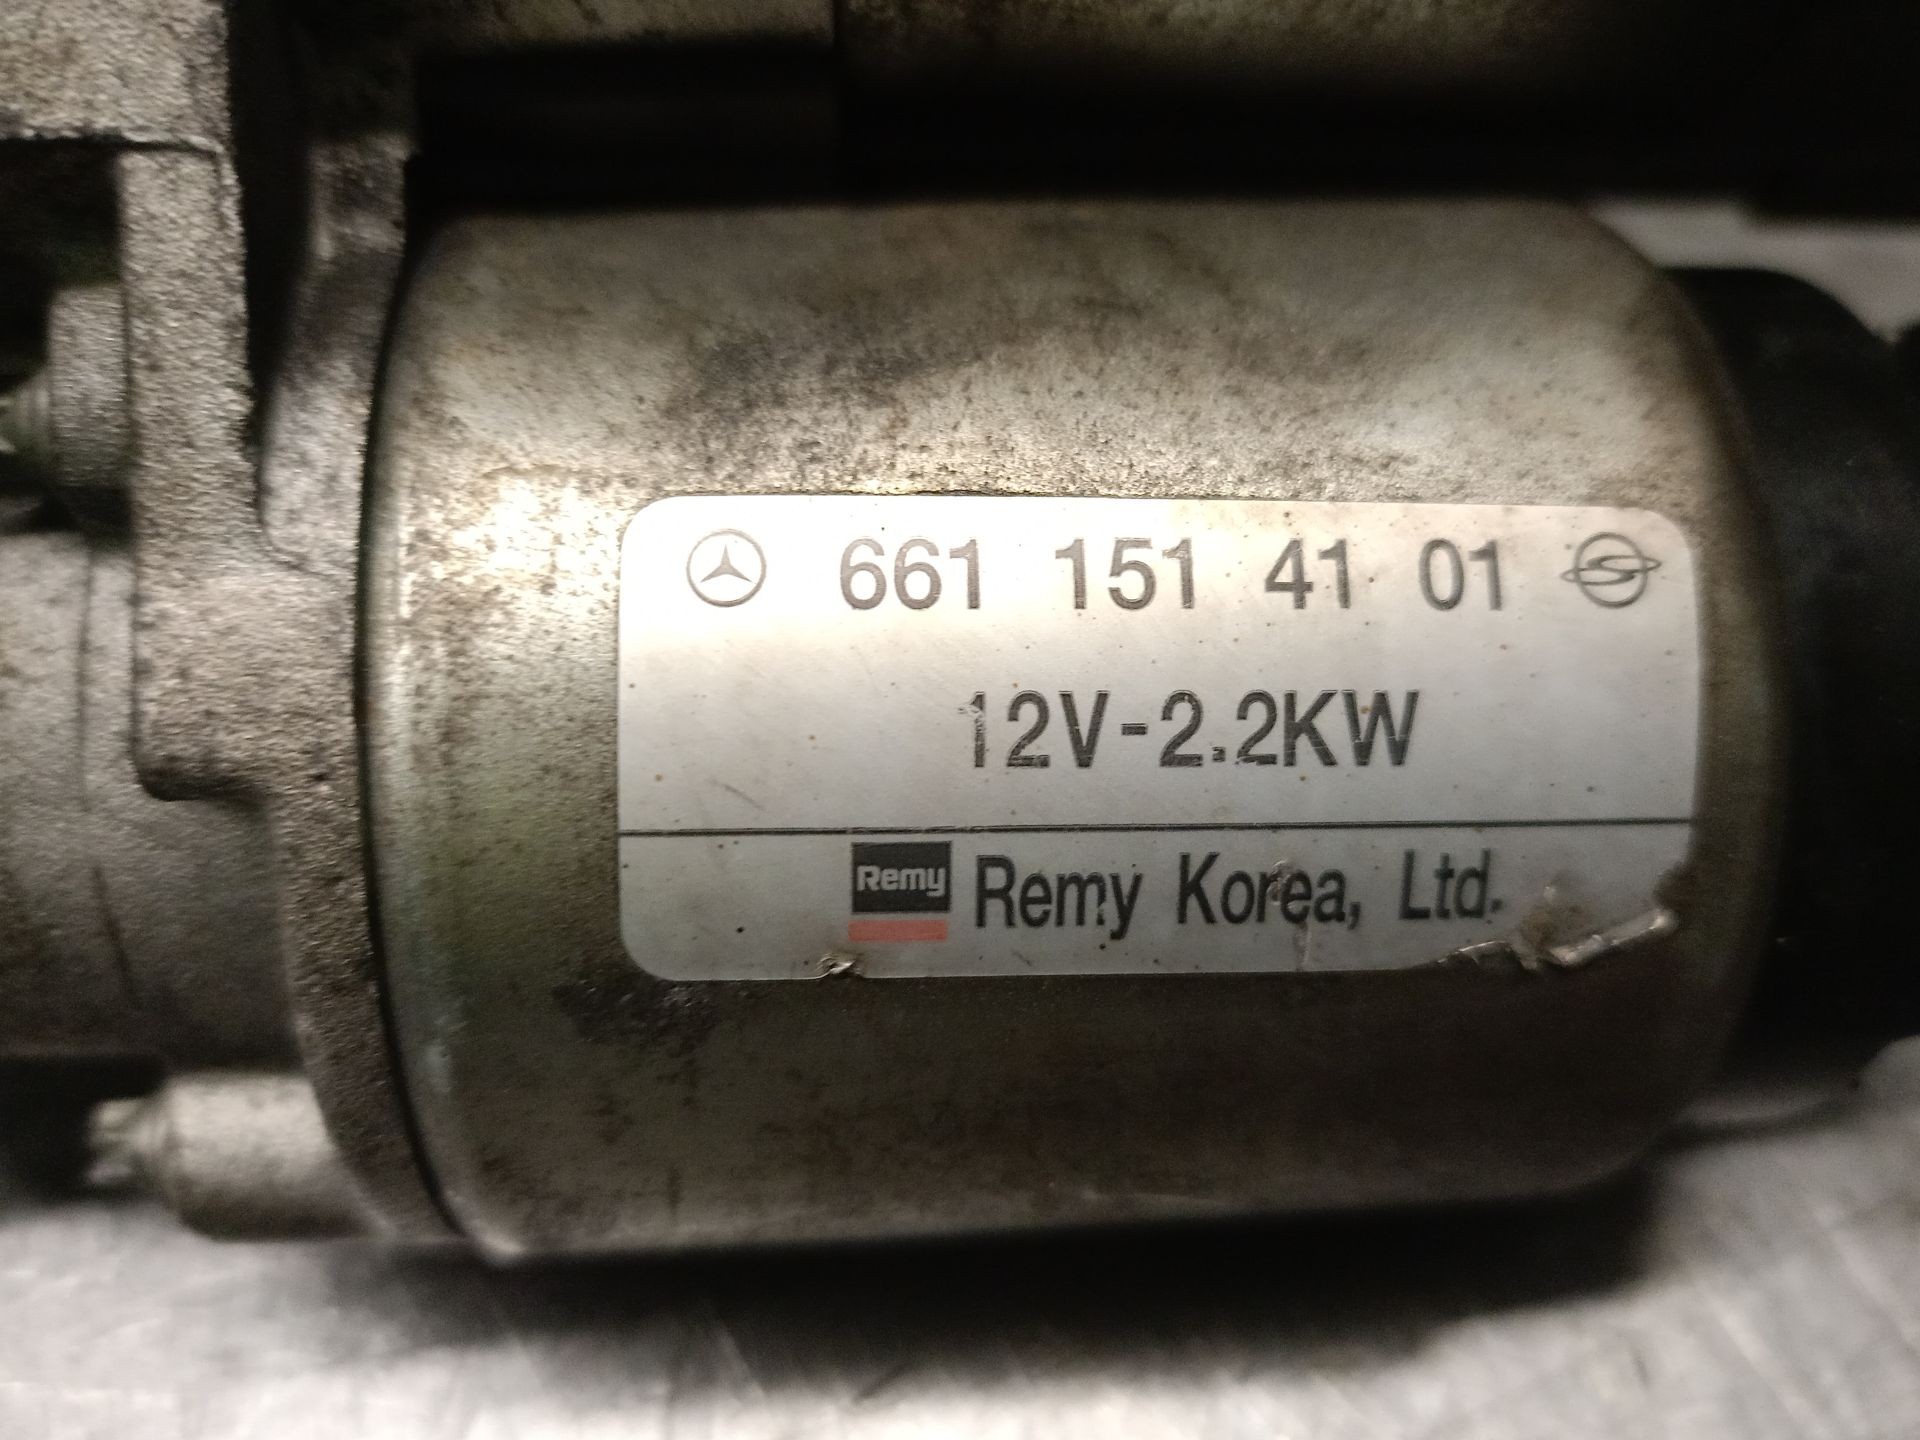 661 151 41 01
12V-2.2KW
Remy Remy Korea, Ltd.